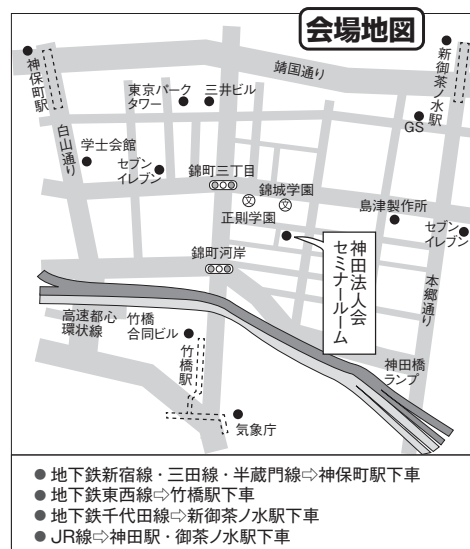 会場地図
神保町駅
靖国通り
新御茶ノ水駅
東京パーク
タワー
三井ビル
GS
白山通り
学士会館
セブン
イレブン
錦町三丁目
錦城学園
正則学園
島津製作所
セブン
イレブン
神田法人会
セミナールーム
錦町河岸
本郷通り
高速都心
環状線
竹橋
合同ビル
竹橋駅
神田橋
ランプ
気象庁
● 地下鉄新宿線・三田線・半蔵門線⇨神保町駅下車
● 地下鉄東西線⇨竹橋駅下車
● 地下鉄千代田線⇨新御茶ノ水駅下車
● JR線⇨神田駅・御茶ノ水駅下車